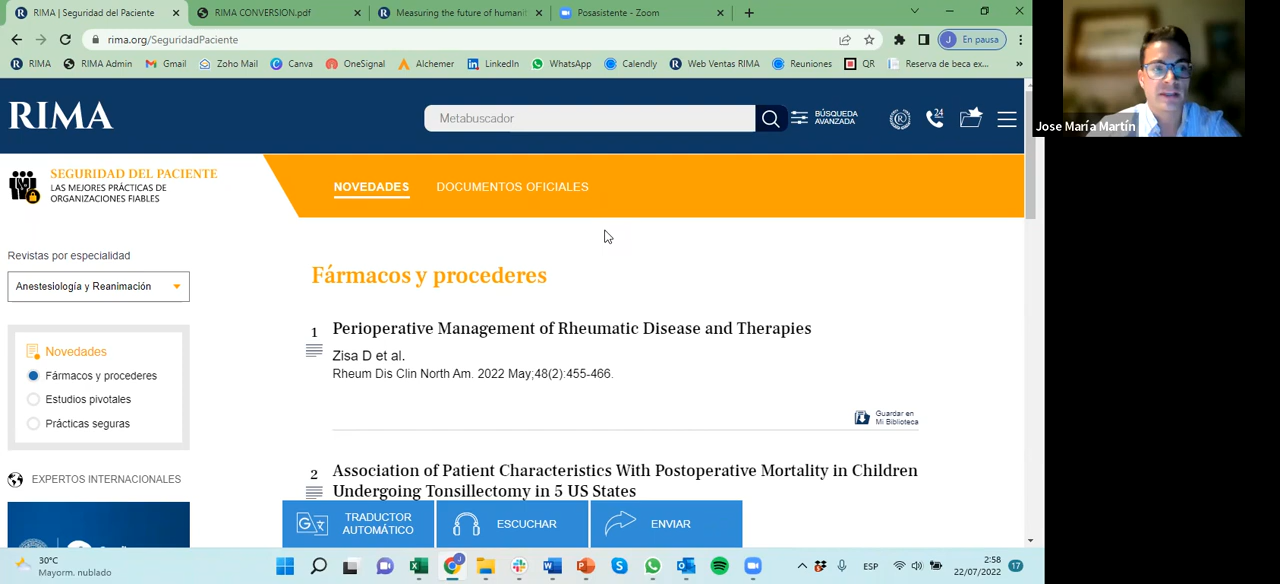 RIMA | Seguridad del Paciente
RIMA CONVERSION.pdf
Measuring the future of humani
Posasistente - Zoom
rima.org/SeguridadPaciente
J En pausa
RIMA
RIMA Admin
Gmail
Zoho Mail
Canva
OneSignal
Alchemer
LinkedIn
WhatsApp
Calendly
Web Ventas RIMA
Reuniones
QR
Reserva de beca ex...
»
Jose María Martín
RIMA
Metabuscador
BÚSQUEDA
AVANZADA
24
SEGURIDAD DEL PACIENTE
LAS MEJORES PRÁCTICAS DE
ORGANIZACIONES FIABLES
NOVEDADES
DOCUMENTOS OFICIALES
Revistas por especialidad
Anestesiología y Reanimación
Novedades
Fármacos y procederes
Estudios pivotales
Prácticas seguras
EXPERTOS INTERNACIONALES
Fármacos y procederes
1 Perioperative Management of Rheumatic Disease and Therapies
Zisa D et al.
Rheum Dis Clin North Am. 2022 May;48(2):455-466.
Guardar en
Mi Biblioteca
2 Association of Patient Characteristics With Postoperative Mortality in Children
Undergoing Tonsillectomy in 5 US States
TRADUCTOR
AUTOMÁTICO
ESCUCHAR
ENVIAR
30°C
Mayorm. nublado
ESP
2:58
22/07/2022
17